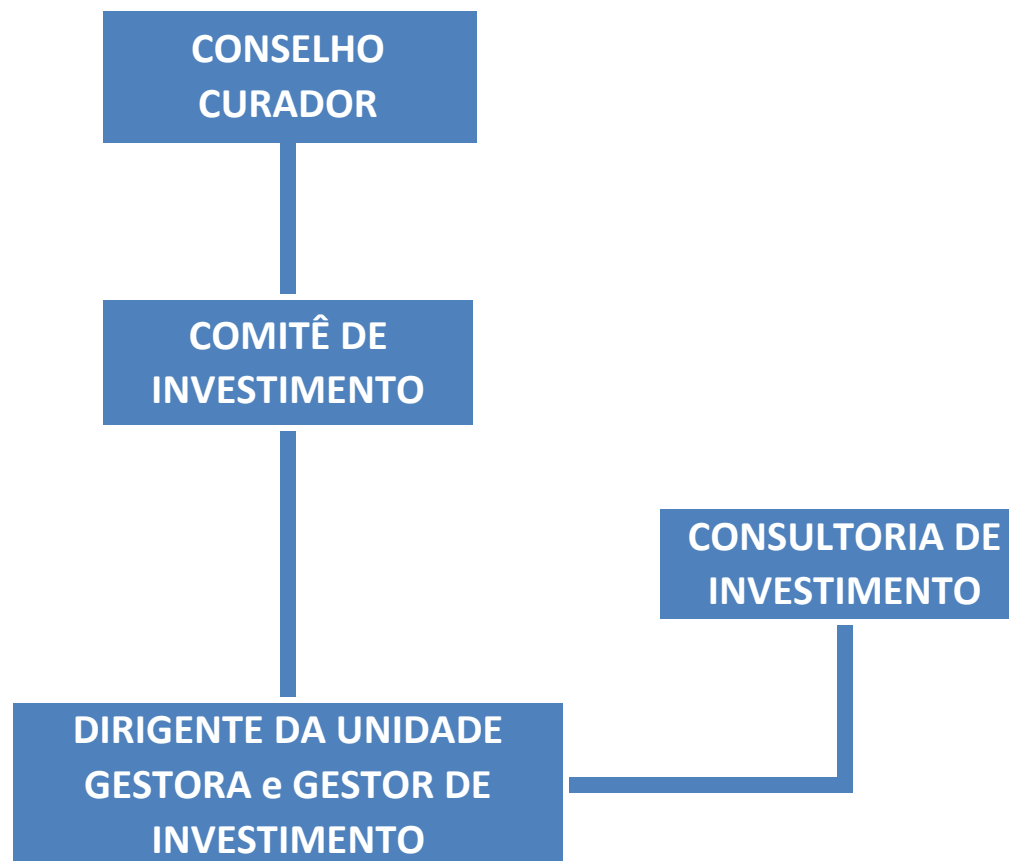 CONSELHO
CURADOR
COMITÊ DE
INVESTIMENTO
CONSULTORIA DE
INVESTIMENTO
DIRIGENTE DA UNIDADE
GESTORA e GESTOR DE
INVESTIMENTO